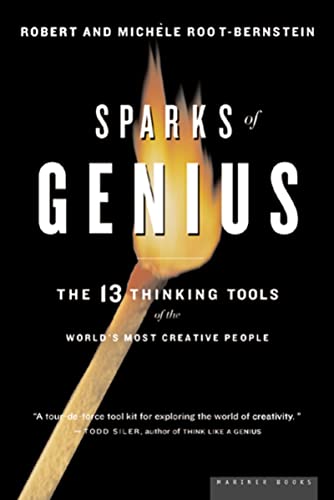 ROBERT AND MICHÈLE ROOT-BERNSTEIN
SPARKS of
GENIUS
THE 13 THINKING TOOLS
of the
WORLD'S MOST CREATIVE PEOPLE
"A tour-de-force tool kit for exploring the world of creativity."
— TODD SILER, author of THINK LIKE A GENIUS
MARINER BOOKS